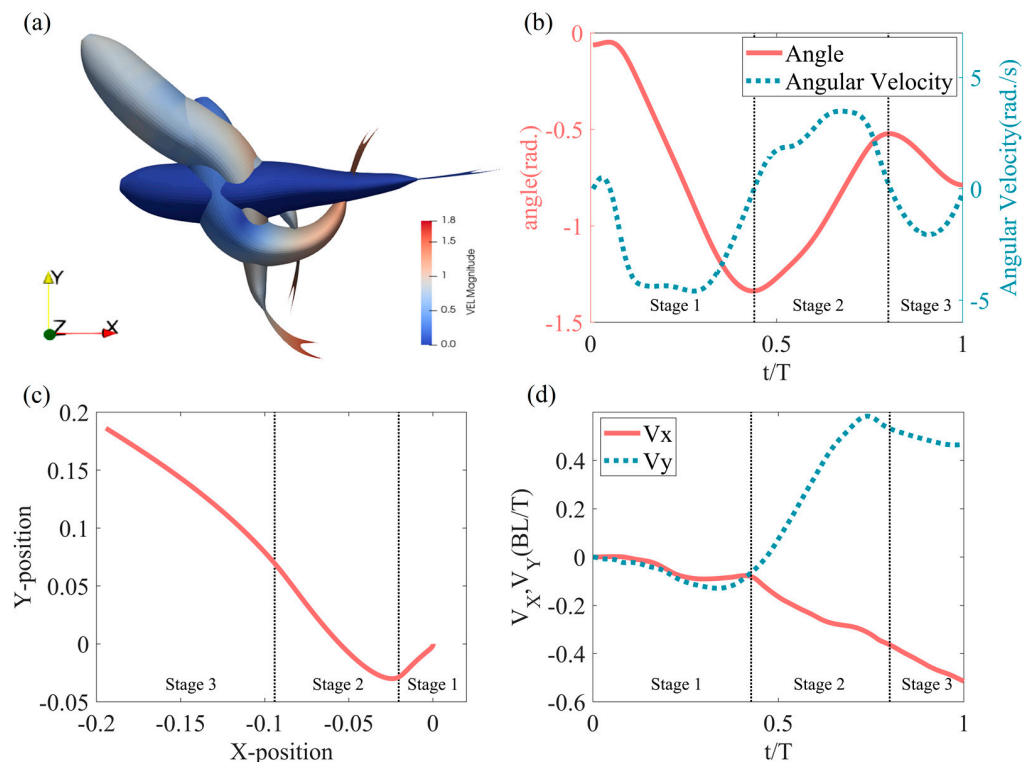 (a)
Y
Z
X
1.8
1.5
1
0.5
0.0
VEL Magnitude
(b)
Angle
Angular Velocity
0
-0.5
-1
-1.5
angle(rad.)
5
0
-5
Angular Velocity(rad./s)
Stage 1
Stage 2
Stage 3
0
0.5
1
t/T
(c)
0.2
0.15
0.1
0.05
0
-0.05
Y-position
Stage 3
Stage 2
Stage 1
-0.2
-0.15
-0.1
-0.05
0
X-position
(d)
Vx
Vy
0.4
0.2
0
-0.2
-0.4
-0.6
VX,VY(BL/T)
Stage 1
Stage 2
Stage 3
0
0.5
1
t/T